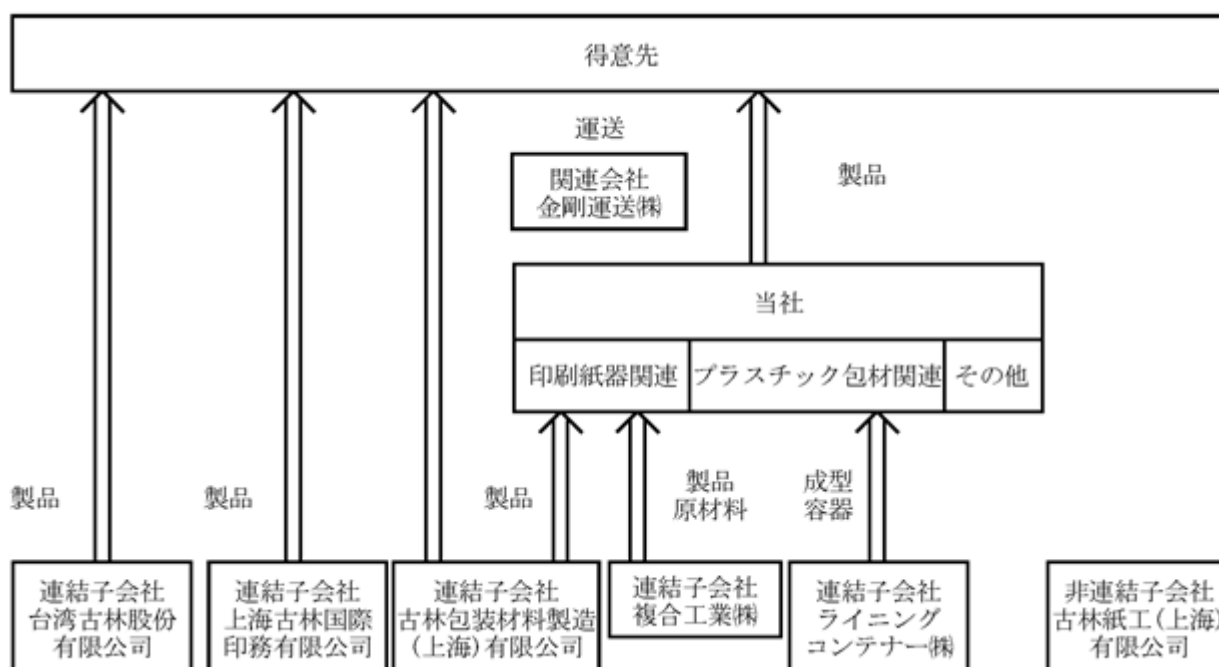 得意先
運送
関連会社
金剛運送㈱
製品
当社
印刷紙器関連
プラスチック包材関連
その他
製品
製品
製品
製品
原材料
成型
容器
連結子会社
台湾古林股份
有限公司
連結子会社
上海古林国際
印務有限公司
連結子会社
古林包装材料製造
(上海)有限公司
連結子会社
複合工業㈱
連結子会社
ライニング
コンテナー㈱
非連結子会社
古林紙工(上海)
有限公司